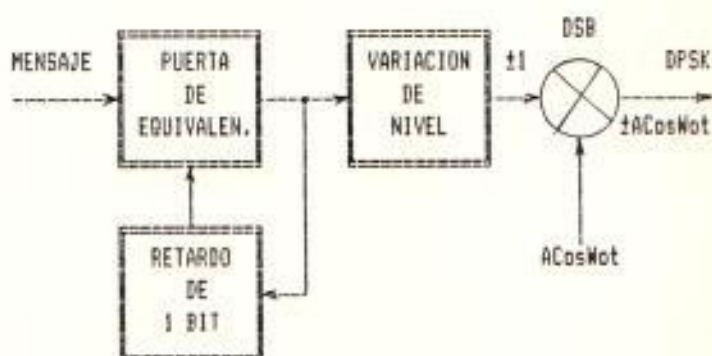 DSB
MENSAJE
PUERTA
DE
EQUIVALEN.
VARIACION
DE
NIVEL
±1
DPSK
±ACosWot
RETARDO
DE
1 BIT
ACosWot